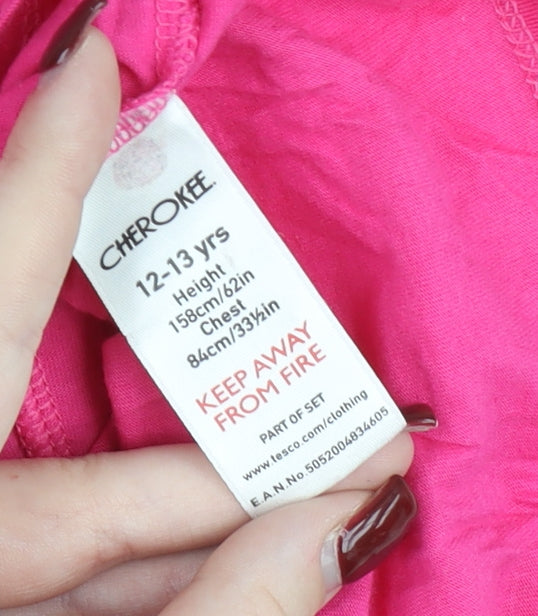 CHEROKEE.
12-13 yrs
Height
158cm/62in
Chest
84cm/33½in
KEEP AWAY
FROM FIRE
PART OF SET
www.tesco.com/clothing
E.A.N.No.5052004834605